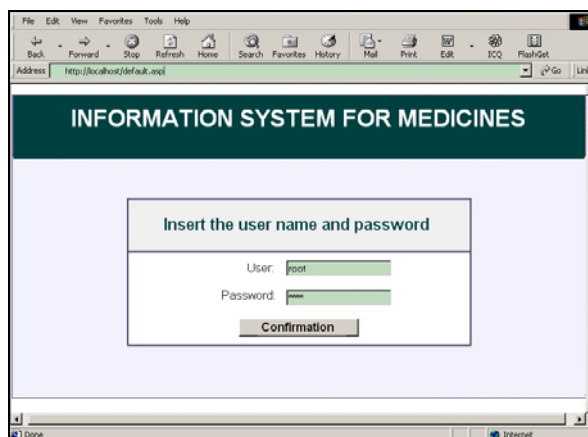 File Edit View Favorites Tools Help
Back Forward Stop Refresh Home Search Favorites History Mail Print Edit ICQ FlashGet
Address http://localhost/default.asp Go Lin
INFORMATION SYSTEM FOR MEDICINES
Insert the user name and password
User: root
Password: ****
Confirmation
Done Internet